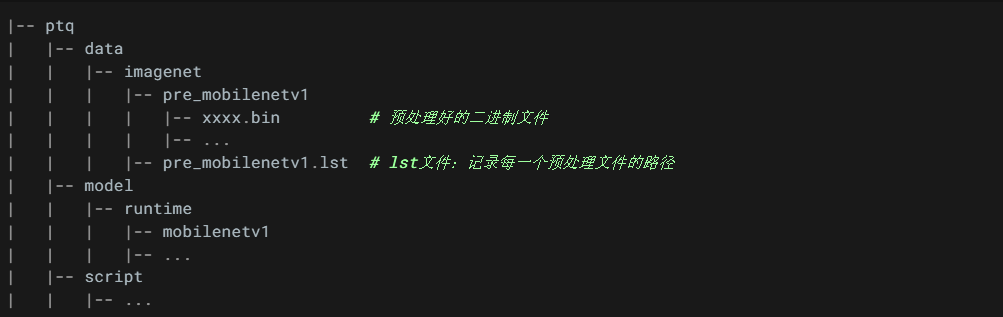 |-- ptq
|   |-- data
|   |   |-- imagenet
|   |   |   |-- pre_mobilenetv1
|   |   |   |   |-- xxxx.bin         # 预处理好的二进制文件
|   |   |   |   |-- ...
|   |   |   |-- pre_mobilenetv1.lst  # lst文件：记录每一个预处理文件的路径
|   |-- model
|   |   |-- runtime
|   |   |   |-- mobilenetv1
|   |   |   |-- ...
|   |-- script
|   |   |-- ...